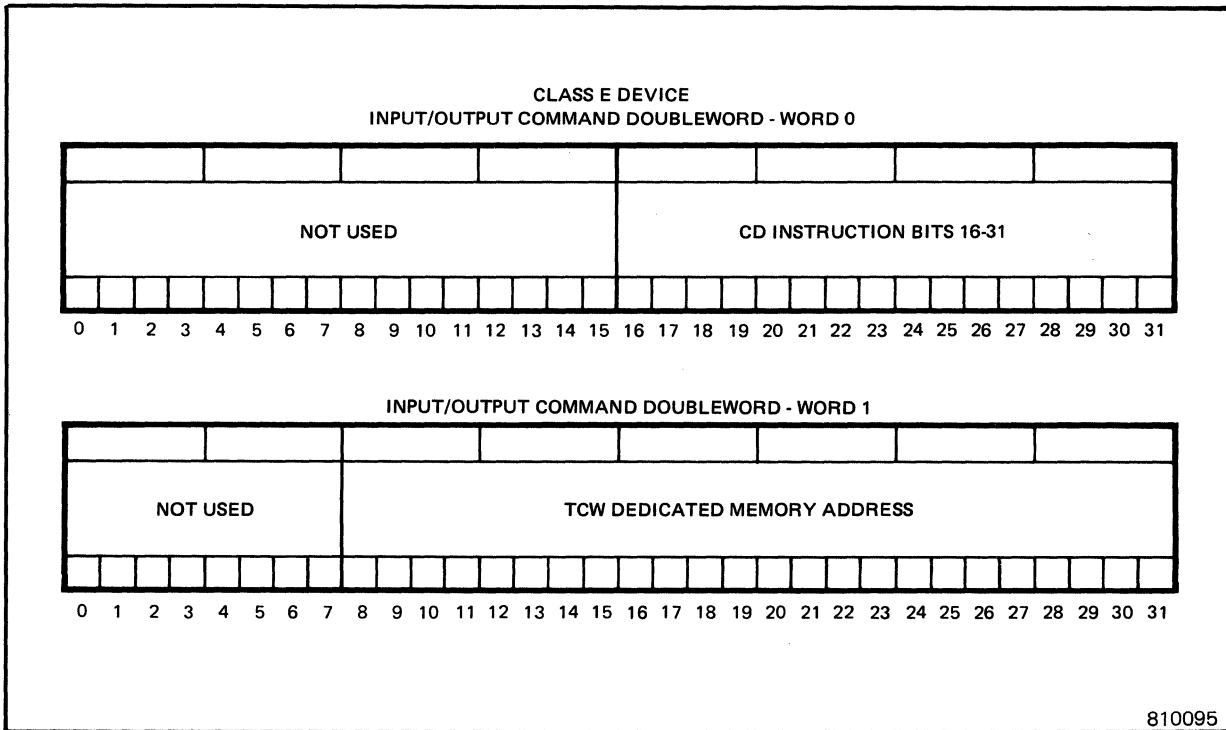 CLASS E DEVICE
INPUT/OUTPUT COMMAND DOUBLEWORD - WORD 0
NOT USED CD INSTRUCTION BITS 16-31
0 1 2 3 4 5 6 7 8 9 10 11 12 13 14 15 16 17 18 19 20 21 22 23 24 25 26 27 28 29 30 31
INPUT/OUTPUT COMMAND DOUBLEWORD - WORD 1
NOT USED TCW DEDICATED MEMORY ADDRESS
0 1 2 3 4 5 6 7 8 9 10 11 12 13 14 15 16 17 18 19 20 21 22 23 24 25 26 27 28 29 30 31
810095